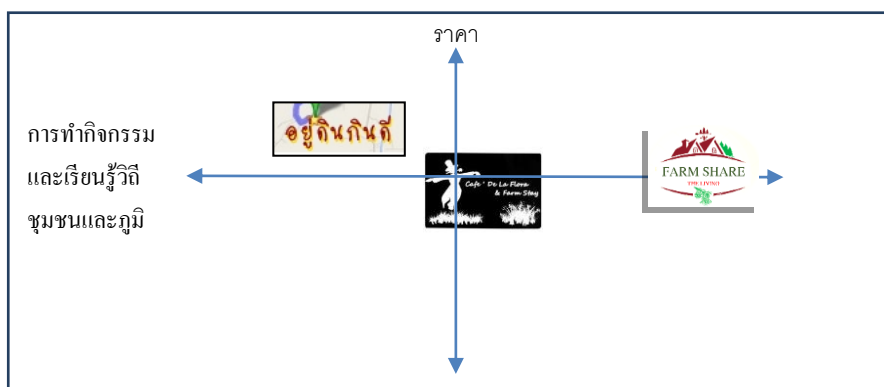 ราคา
อยู่ดีกินดี
การทำกิจกรรม
และเรียนรู้วิถี
ชุมชนและภูมิ
Cafe' De La Flora
& Farm Stay
FARM SHARE
THE LIVING